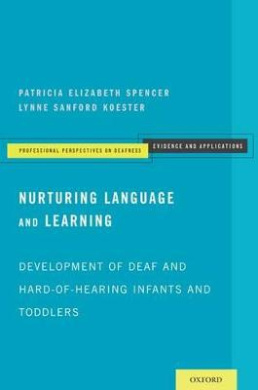 PATRICIA ELIZABETH SPENCER
LYNNE SANFORD KOESTER
PROFESSIONAL PERSPECTIVES ON DEAFNESS
EVIDENCE AND APPLICATIONS
NURTURING LANGUAGE
AND LEARNING
DEVELOPMENT OF DEAF AND
HARD-OF-HEARING INFANTS AND
TODDLERS
OXFORD